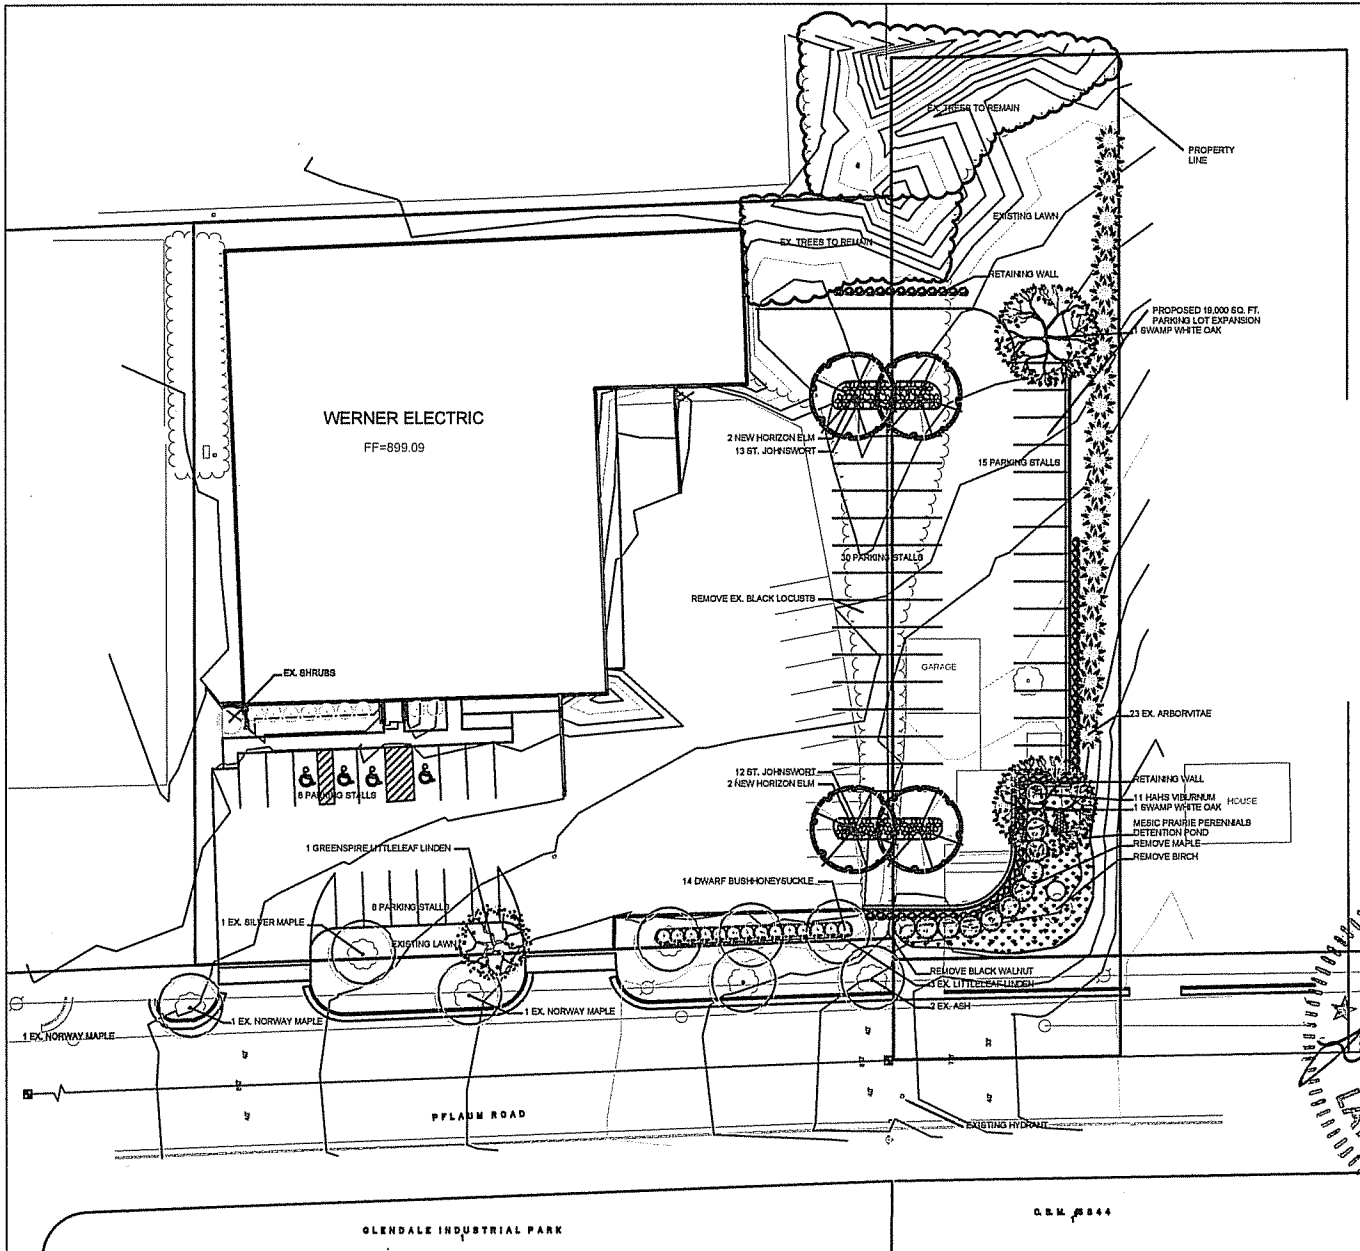 EX. TREES TO REMAIN
PROPERTY
LINE
EXISTING LAWN
EX. TREES TO REMAIN
RETAINING WALL
PROPOSED 19,000 SQ. FT.
PARKING LOT EXPANSION
1 SWAMP WHITE OAK
WERNER ELECTRIC
FF=899.09
2 NEW HORIZON ELM
13 ST. JOHNSWORT
15 PARKING STALLS
30 PARKING STALLS
REMOVE EX. BLACK LOCUSTS
GARAGE
EX. SHRUBS
23 EX. ARBORVITAE
12 ST. JOHNSWORT
2 NEW HORIZON ELM
RETAINING WALL
11 HAHS VIBURNUM
1 SWAMP WHITE OAK
HOUSE
PARKING STALLS
MESIC PRAIRIE PERENNIALS
DETENTION POND
REMOVE MAPLE
REMOVE BIRCH
1 GREENSPIRE LITTLELEAF LINDEN
14 DWARF BUSHHONEYSUCKLE
8 PARKING STALLS
1 EX. SILVER MAPLE
EXISTING LAWN
REMOVE BLACK WALNUT
3 EX. LITTLELEAF LINDEN
2 EX. ASH
1 EX. NORWAY MAPLE
1 EX. NORWAY MAPLE
1 EX. NORWAY MAPLE
PFLAUM ROAD
EXISTING HYDRANT
GLENDALE INDUSTRIAL PARK
C.S.M.